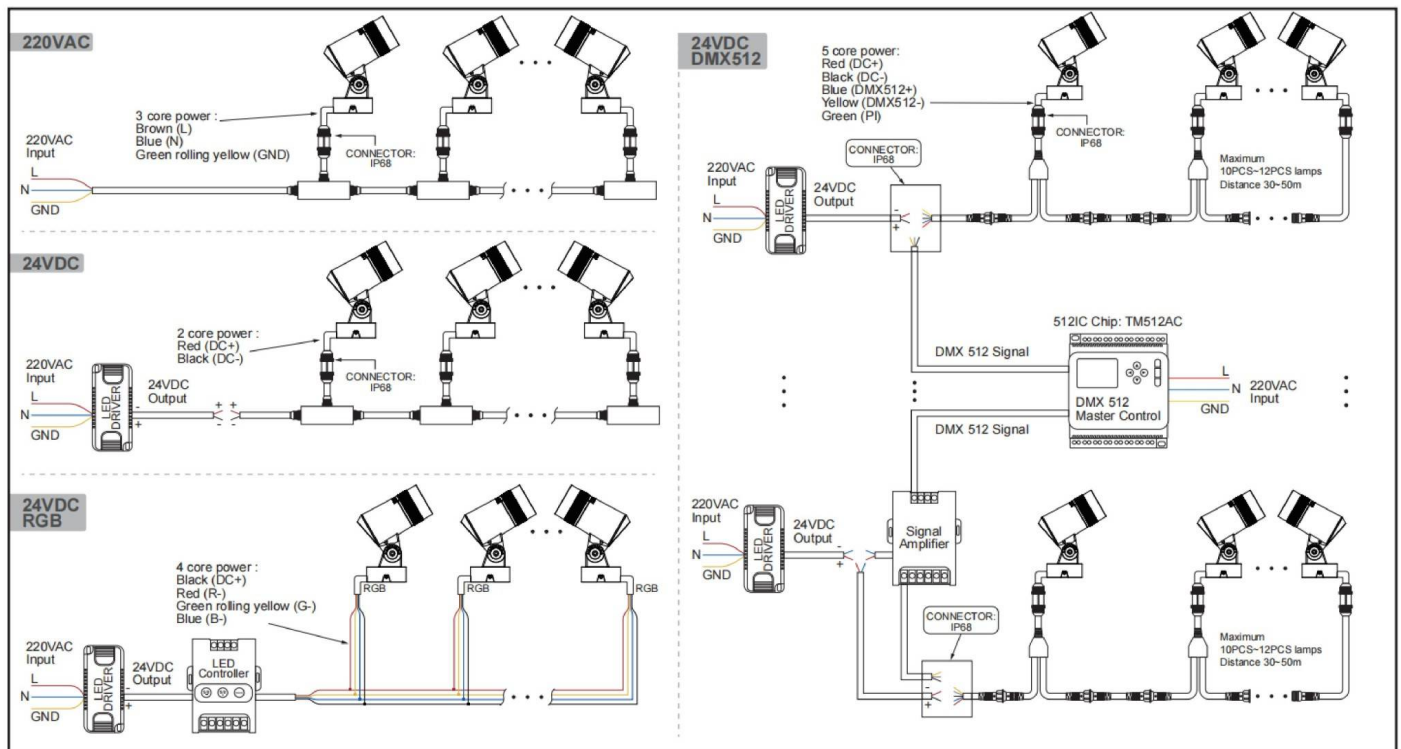 220VAC
3 core power :
Brown (L)
Blue (N)
Green rolling yellow (GND)
CONNECTOR:
IP68
220VAC
Input
L
N
GND
24VDC
2 core power :
Red (DC+)
Black (DC-)
CONNECTOR:
IP68
220VAC
Input
L
N
GND
LED
DRIVER
24VDC
Output
-
+
+
-
+
-
24VDC
RGB
4 core power :
Black (DC+)
Red (R-)
Green rolling yellow (G-)
Blue (B-)
RGB
RGB
RGB
220VAC
Input
L
N
GND
LED
DRIVER
24VDC
Output
-
+
LED
Controller
24VDC
DMX512
5 core power:
Red (DC+)
Black (DC-)
Blue (DMX512+)
Yellow (DMX512-)
Green (PI)
CONNECTOR:
IP68
CONNECTOR:
IP68
220VAC
Input
L
N
GND
LED
DRIVER
24VDC
Output
-
+
Maximum
10PCS~12PCS lamps
Distance 30~50m
512IC Chip: TM512AC
DMX 512 Signal
DMX 512
Master Control
L
N
GND
220VAC
Input
DMX 512 Signal
220VAC
Input
L
N
GND
LED
DRIVER
24VDC
Output
-
+
Signal
Amplifier
CONNECTOR:
IP68
-
+
Maximum
10PCS~12PCS lamps
Distance 30~50m